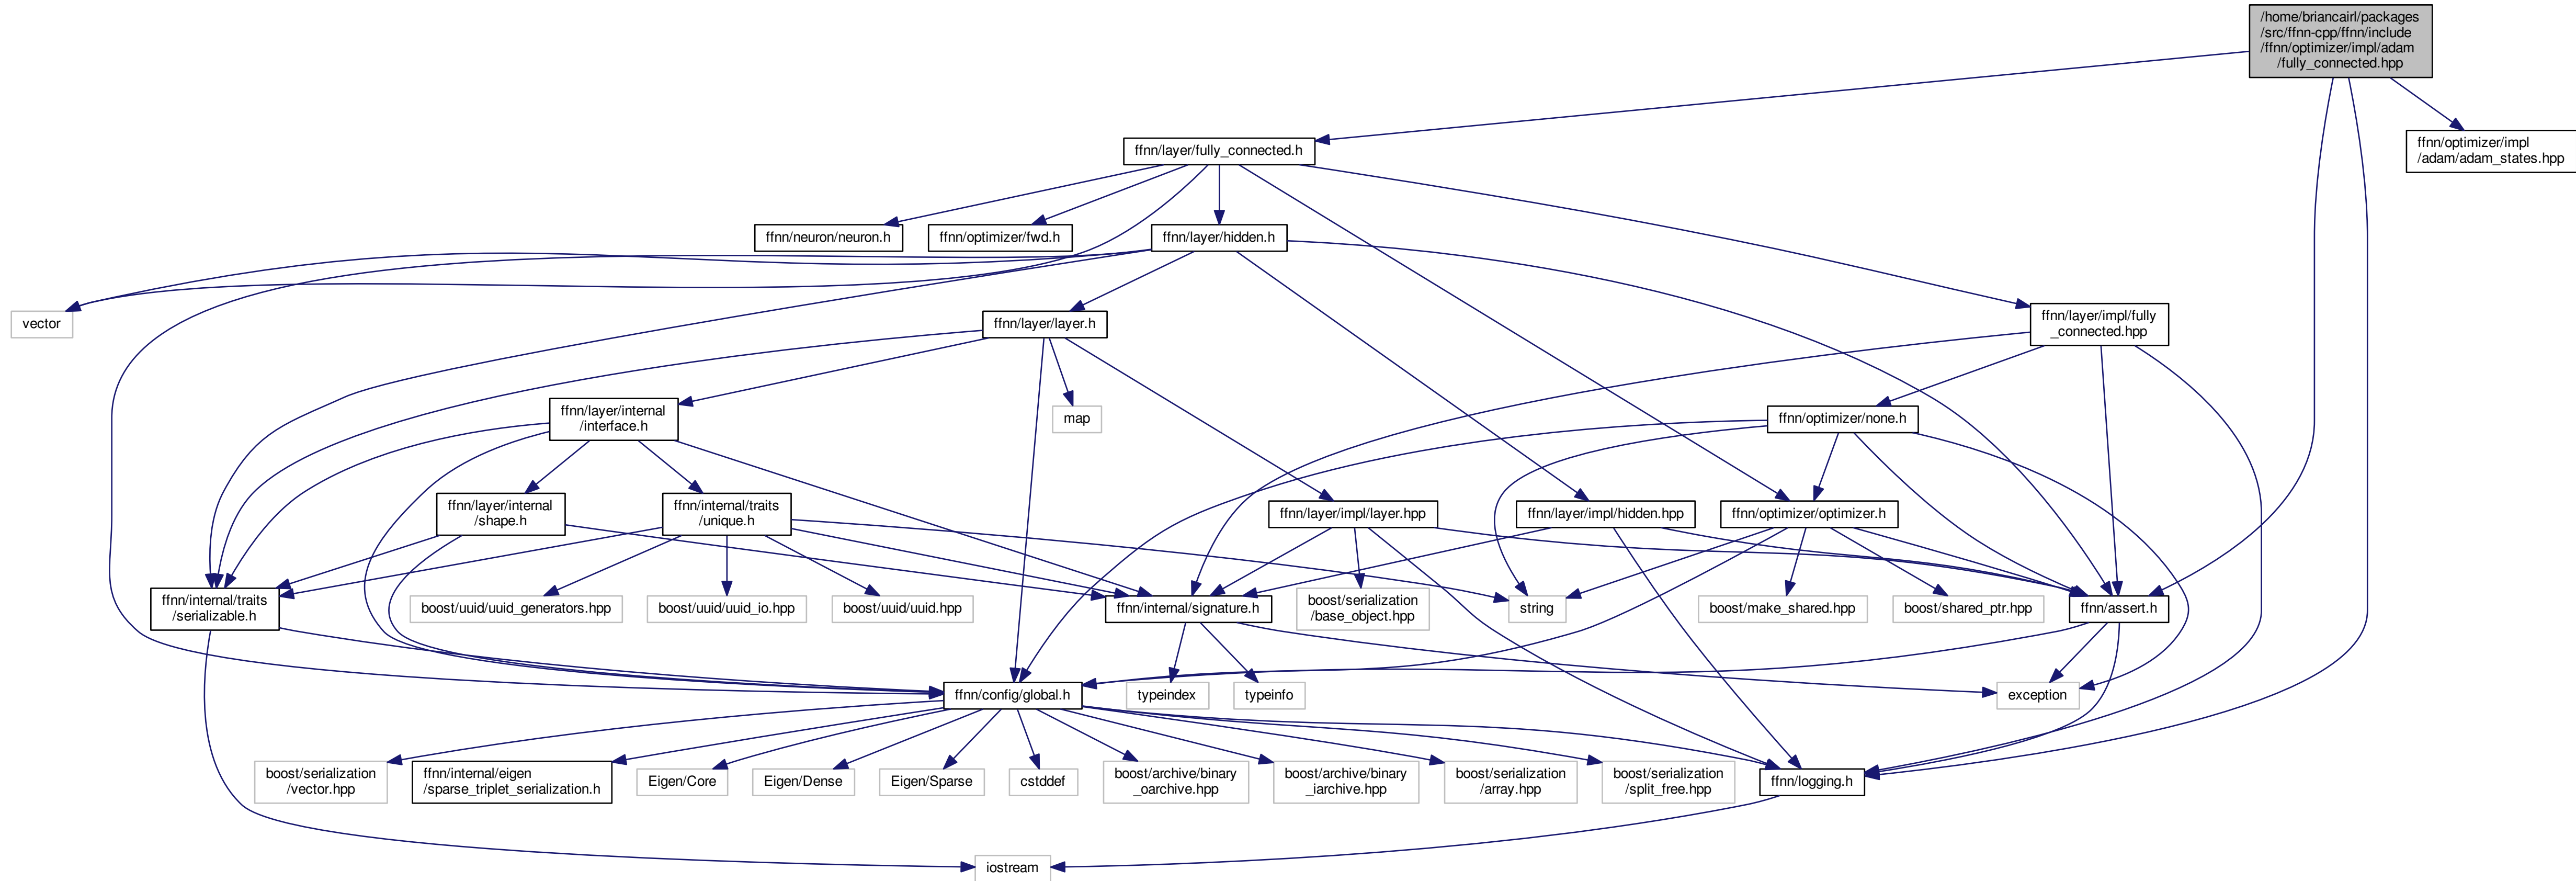 /home/briancairl/packages
/src/ffnn-cpp/ffnn/include
/ffnn/optimizer/impl/adam
/fully_connected.hpp
ffnn/layer/fully_connected.h
ffnn/optimizer/impl
/adam/adam_states.hpp
ffnn/neuron/neuron.h
ffnn/optimizer/fwd.h
ffnn/layer/hidden.h
vector
ffnn/layer/layer.h
ffnn/layer/impl/fully
_connected.hpp
ffnn/layer/internal
/interface.h
map
ffnn/optimizer/none.h
ffnn/layer/internal
/shape.h
ffnn/internal/traits
/unique.h
ffnn/layer/impl/layer.hpp
ffnn/layer/impl/hidden.hpp
ffnn/optimizer/optimizer.h
ffnn/internal/traits
/serializable.h
boost/uuid/uuid_generators.hpp
boost/uuid/uuid_io.hpp
boost/uuid/uuid.hpp
ffnn/internal/signature.h
boost/serialization
/base_object.hpp
string
boost/make_shared.hpp
boost/shared_ptr.hpp
ffnn/assert.h
ffnn/config/global.h
typeindex
typeinfo
exception
boost/serialization
/vector.hpp
ffnn/internal/eigen
/sparse_triplet_serialization.h
Eigen/Core
Eigen/Dense
Eigen/Sparse
cstddef
boost/archive/binary
_oarchive.hpp
boost/archive/binary
_iarchive.hpp
boost/serialization
/array.hpp
boost/serialization
/split_free.hpp
ffnn/logging.h
iostream